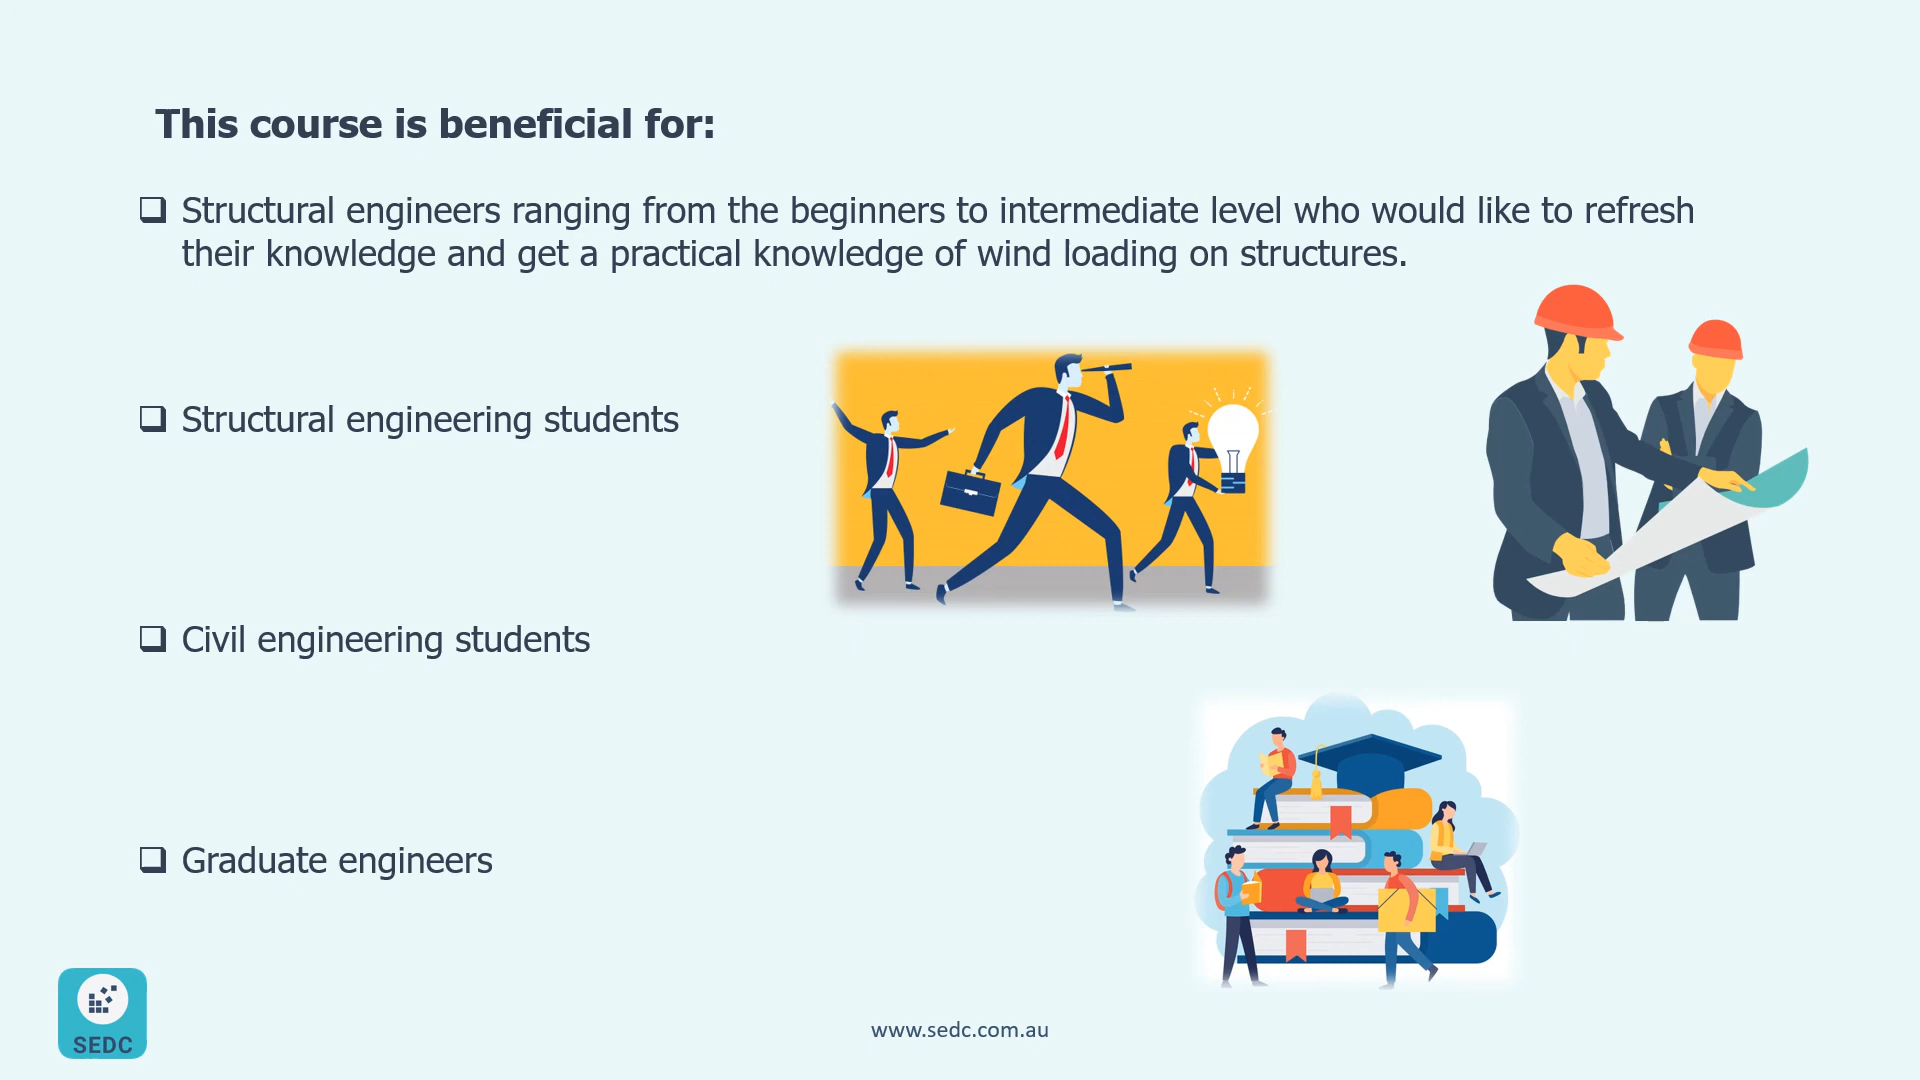 This course is beneficial for:
Structural engineers ranging from the beginners to intermediate level who would like to refresh
their knowledge and get a practical knowledge of wind loading on structures.
Structural engineering students
Civil engineering students
Graduate engineers
SEDC
www.sedc.com.au